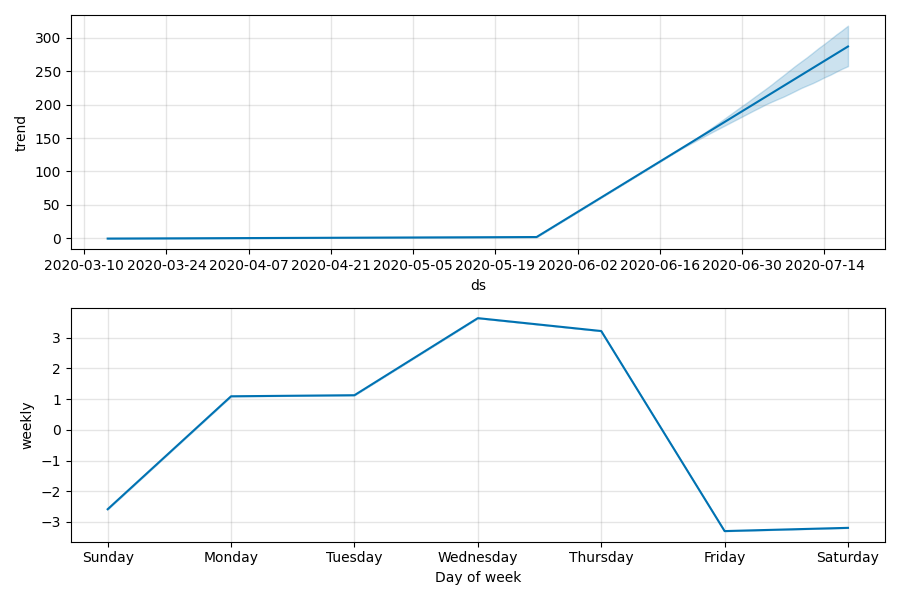 300
250
200
150
100
50
0
trend
2020-03-10 2020-03-24 2020-04-07 2020-04-21 2020-05-05 2020-05-19 2020-06-02 2020-06-16 2020-06-30 2020-07-14
ds
3
2
1
0
−1
−2
−3
weekly
Sunday Monday Tuesday Wednesday Thursday Friday Saturday
Day of week